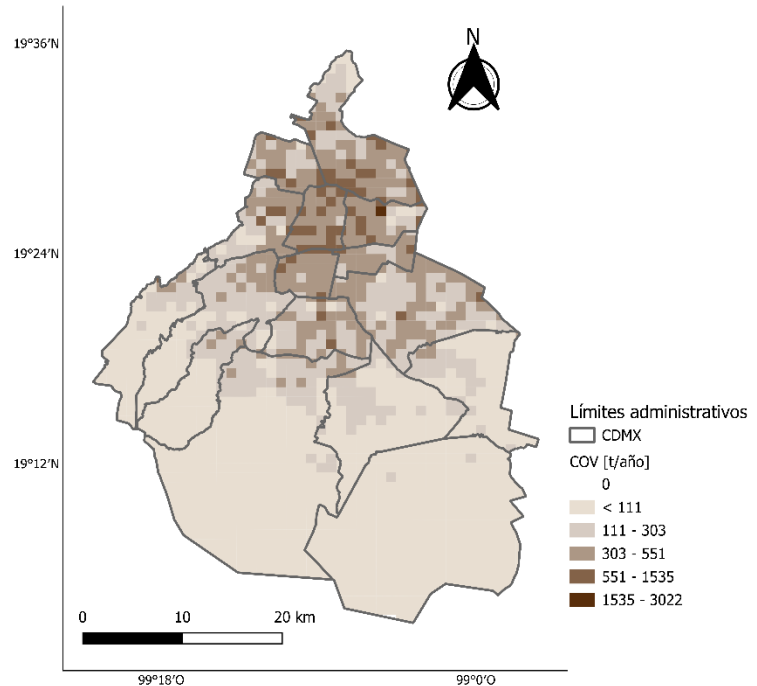 19°36′N
N
19°24′N
19°12′N
Límites administrativos
CDMX
COV [t/año]
0
< 111
111 - 303
303 - 551
551 - 1535
1535 - 3022
0 10 20 km
99°18′O 99°0′O